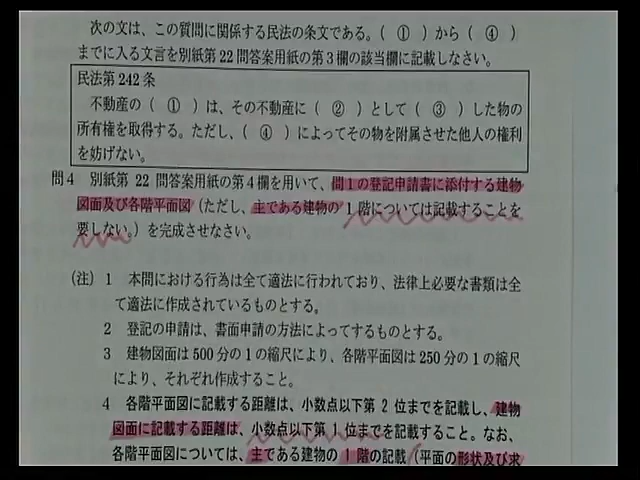 次の文は、この質問に関係する民法の条文である。( ① )から( ④ )
までに入る文言を別紙第22問答案用紙の第3欄の該当欄に記載しなさい。
民法第242条
不動産の( ① )は、その不動産に( ② )として( ③ )した物の
所有権を取得する。ただし、( ④ )によってその物を附属させた他人の権利
を妨げない。
問4 別紙第22問答案用紙の第4欄を用いて、問1の登記申請書に添付する建物
図面及び各階平面図(ただし、主である建物の1階については記載することを
要しない。)を完成させなさい。
(注) 1 本問における行為は全て適法に行われており、法律上必要な書類は全
て適法に作成されているものとする。
2 登記の申請は、書面申請の方法によってするものとする。
3 建物図面は500分の1の縮尺により、各階平面図は250分の1の縮尺
により、それぞれ作成すること。
4 各階平面図に記載する距離は、小数点以下第2位までを記載し、建物
図面に記載する距離は、小数点以下第1位までを記載すること。なお、
各階平面図については、主である建物の1階の記載(平面の形状及び求